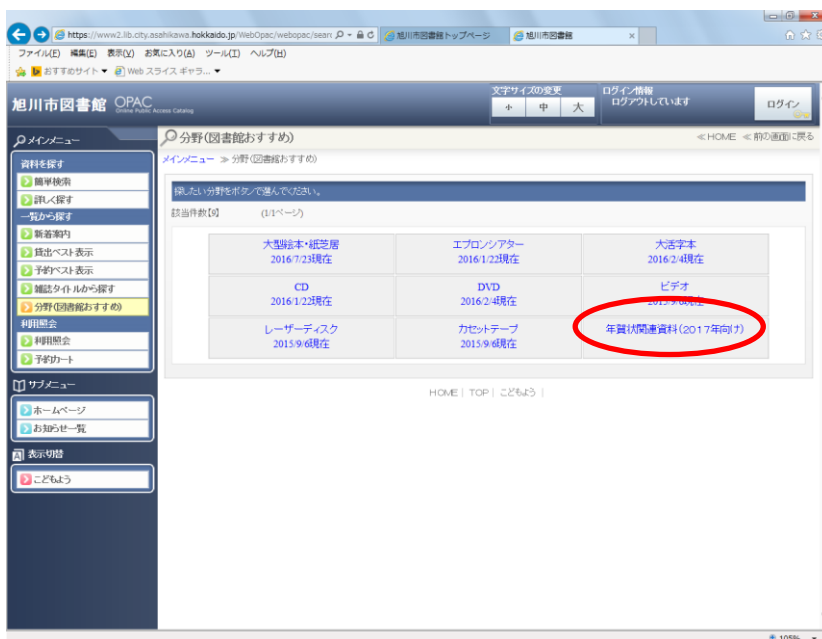 https://www2.lib.city.asahikawa.hokkaido.jp/WebOpac/webopac/sear
旭川市図書館トップページ
旭川市図書館
ファイル(F) 編集(E) 表示(V) お気に入り(A) ツール(T) ヘルプ(H)
おすすめサイト
Web スライス ギャラ...
旭川市図書館 OPAC
Online Public Access Catalog
文字サイズの変更
小 中 大
ログイン情報
ログアウトしています
ログイン
メインメニュー
分野(図書館おすすめ)
≪HOME ≪前の画面に戻る
メインメニュー ≫ 分野(図書館おすすめ)
資料を探す
簡単検索
詳しく探す
一覧から探す
新着案内
貸出ベスト表示
予約ベスト表示
雑誌タイトルから探す
分野(図書館おすすめ)
利用照会
利用照会
予約カート
サブメニュー
ホームページ
お知らせ一覧
表示切替
こどもよう
探したい分野をボタンで選んでください。
該当件数【9】 (1/1ページ)
大型絵本・紙芝居
2016/7/23現在
エプロンシアター
2016/1/22現在
大活字本
2016/2/4現在
CD
2016/1/22現在
DVD
2016/2/4現在
ビデオ
2015/9/6現在
レーザーディスク
2015/9/6現在
カセットテープ
2015/9/6現在
年賀状関連資料(2017年向け)
HOME | TOP | こどもよう |
105%